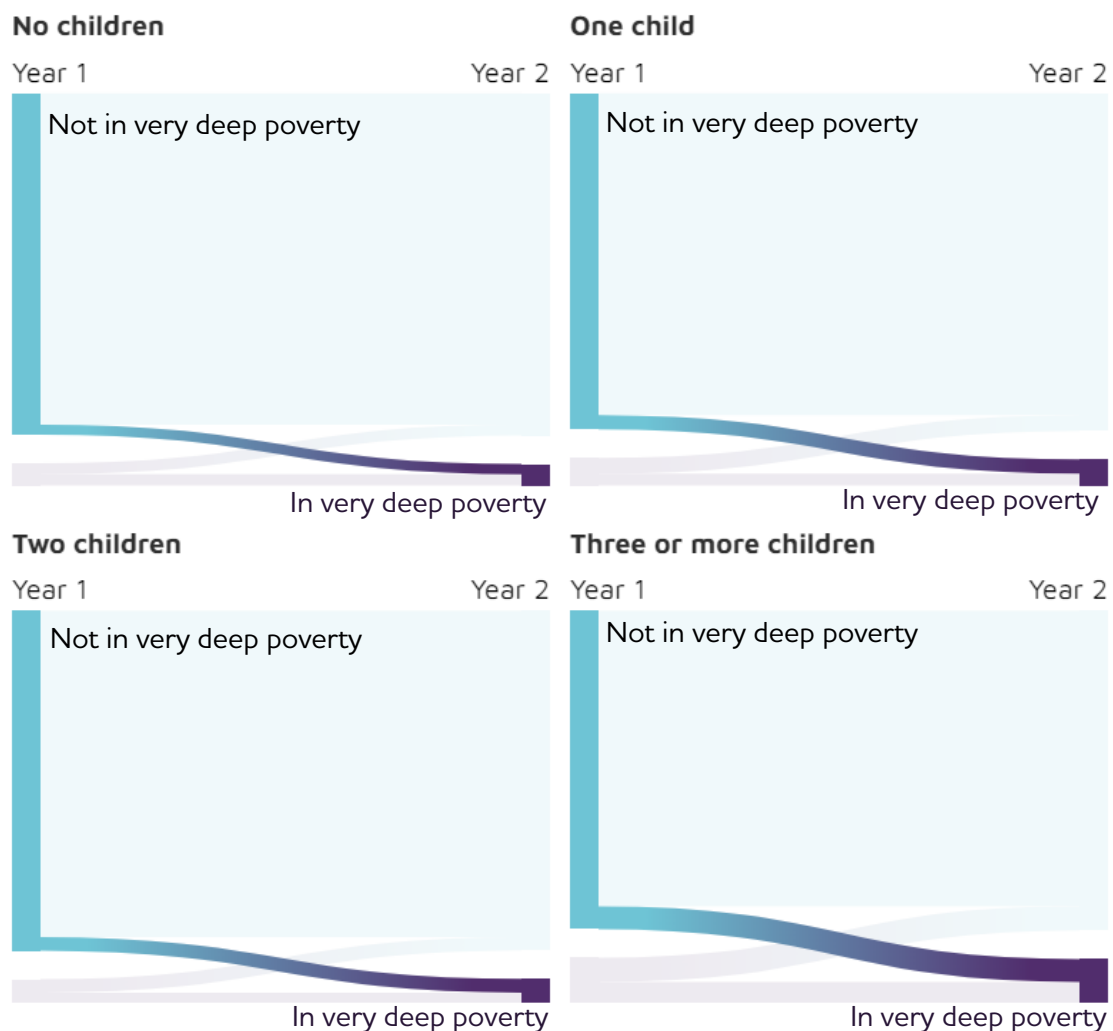 No children
Year 1 Year 2
Not in very deep poverty
In very deep poverty
One child
Year 1 Year 2
Not in very deep poverty
In very deep poverty
Two children
Year 1 Year 2
Not in very deep poverty
In very deep poverty
Three or more children
Year 1 Year 2
Not in very deep poverty
In very deep poverty